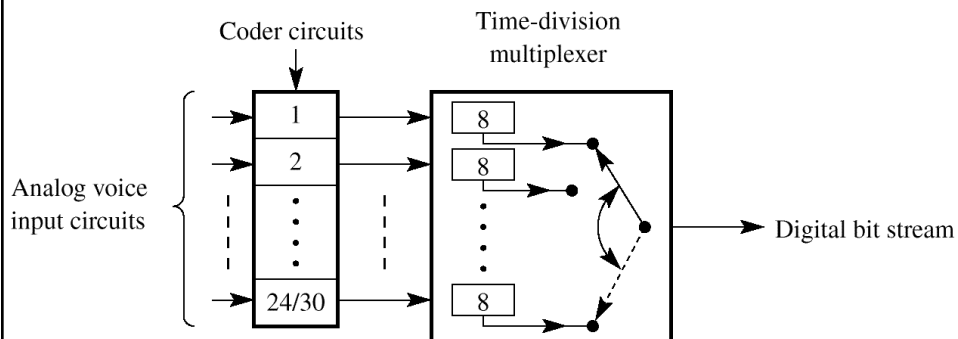 Coder circuits
Time-division
multiplexer
1
8
2
8
Analog voice
input circuits
Digital bit stream
24/30
8